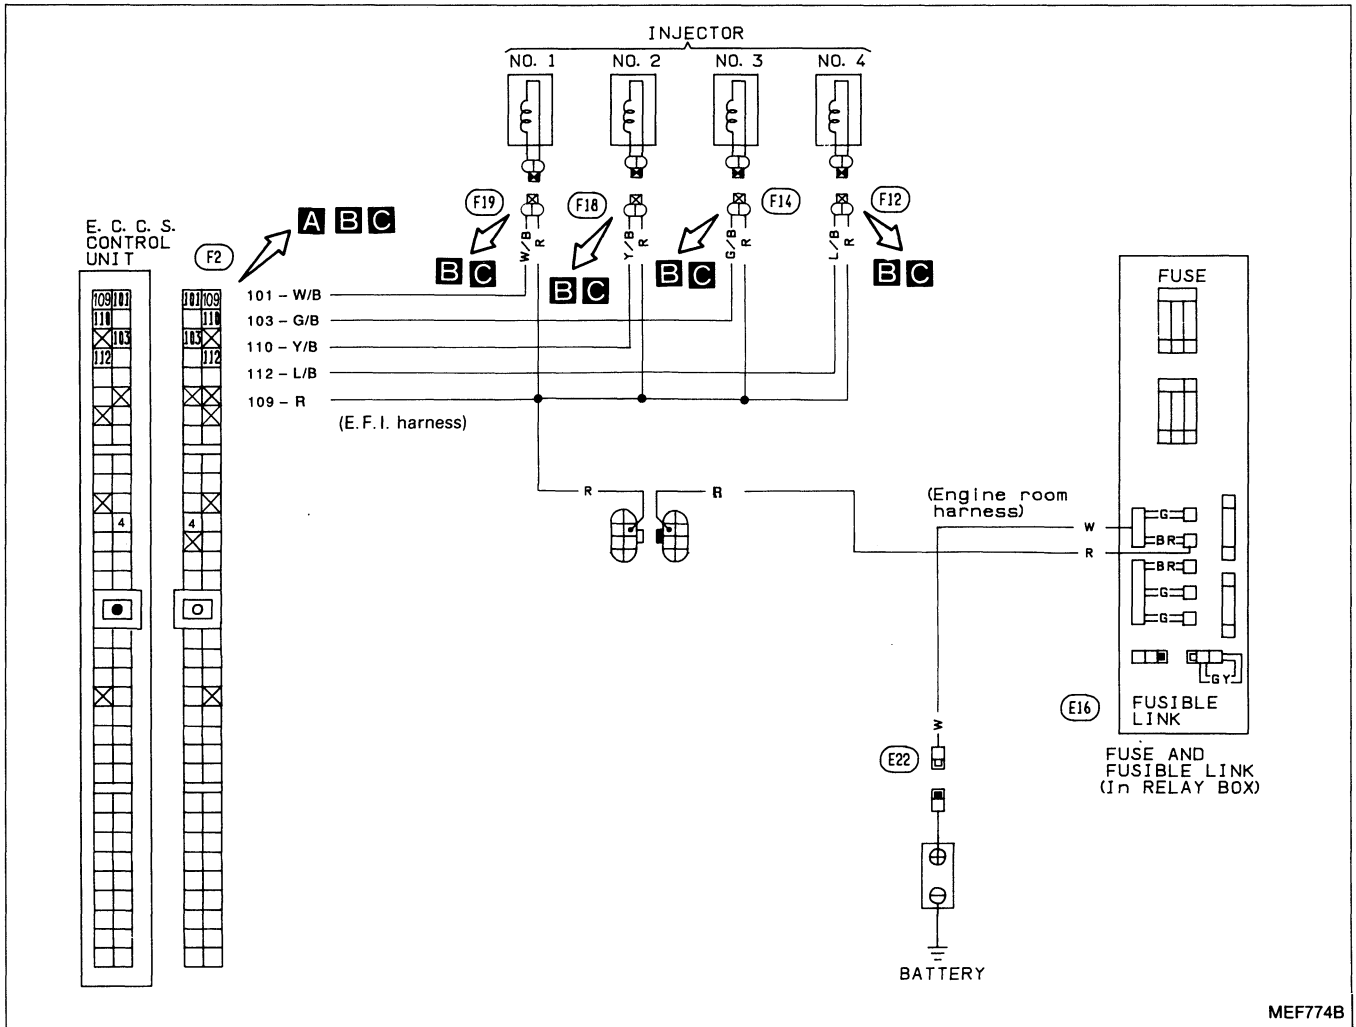 INJECTOR
NO. 1 NO. 2 NO. 3 NO. 4
F19 F18 F14 F12
A B C
E. C. C. S.
CONTROL
UNIT
F2
W/B R Y/B R G/B R L/B R
B C B C B C B C
109 101 101 109
110 110
103 103
112 112
4 4
101 – W/B
103 – G/B
110 – Y/B
112 – L/B
109 – R
(E.F.I. harness)
R R
(Engine room
harness)
W
R
FUSE
G
BR
BR
G
G
GY
FUSIBLE
LINK
E16
FUSE AND
FUSIBLE LINK
(In RELAY BOX)
W
E22
BATTERY
MEF774B